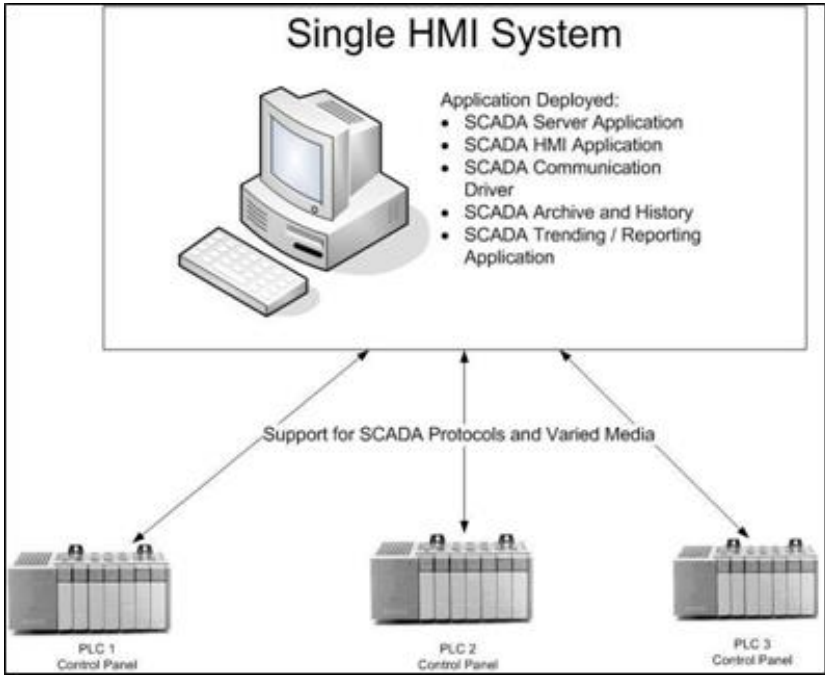 Single HMI System
Application Deployed:
• SCADA Server Application
• SCADA HMI Application
• SCADA Communication
Driver
• SCADA Archive and History
• SCADA Trending / Reporting
Application
Support for SCADA Protocols and Varied Media
PLC 1
Control Panel
PLC 2
Control Panel
PLC 3
Control Panel